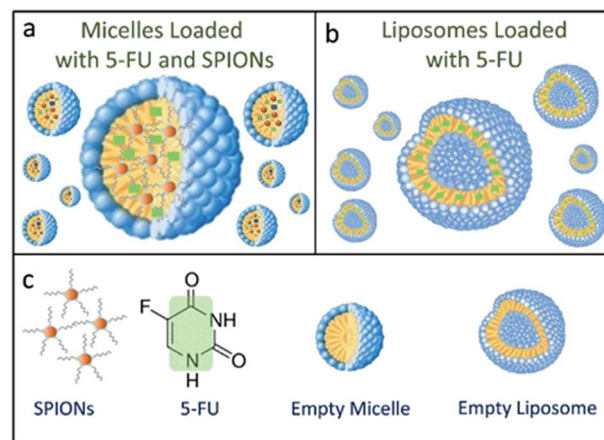 a
Micelles Loaded
with 5-FU and SPIONs
b
Liposomes Loaded
with 5-FU
c
F
O
NH
N
H
O
SPIONs
5-FU
Empty Micelle
Empty Liposome